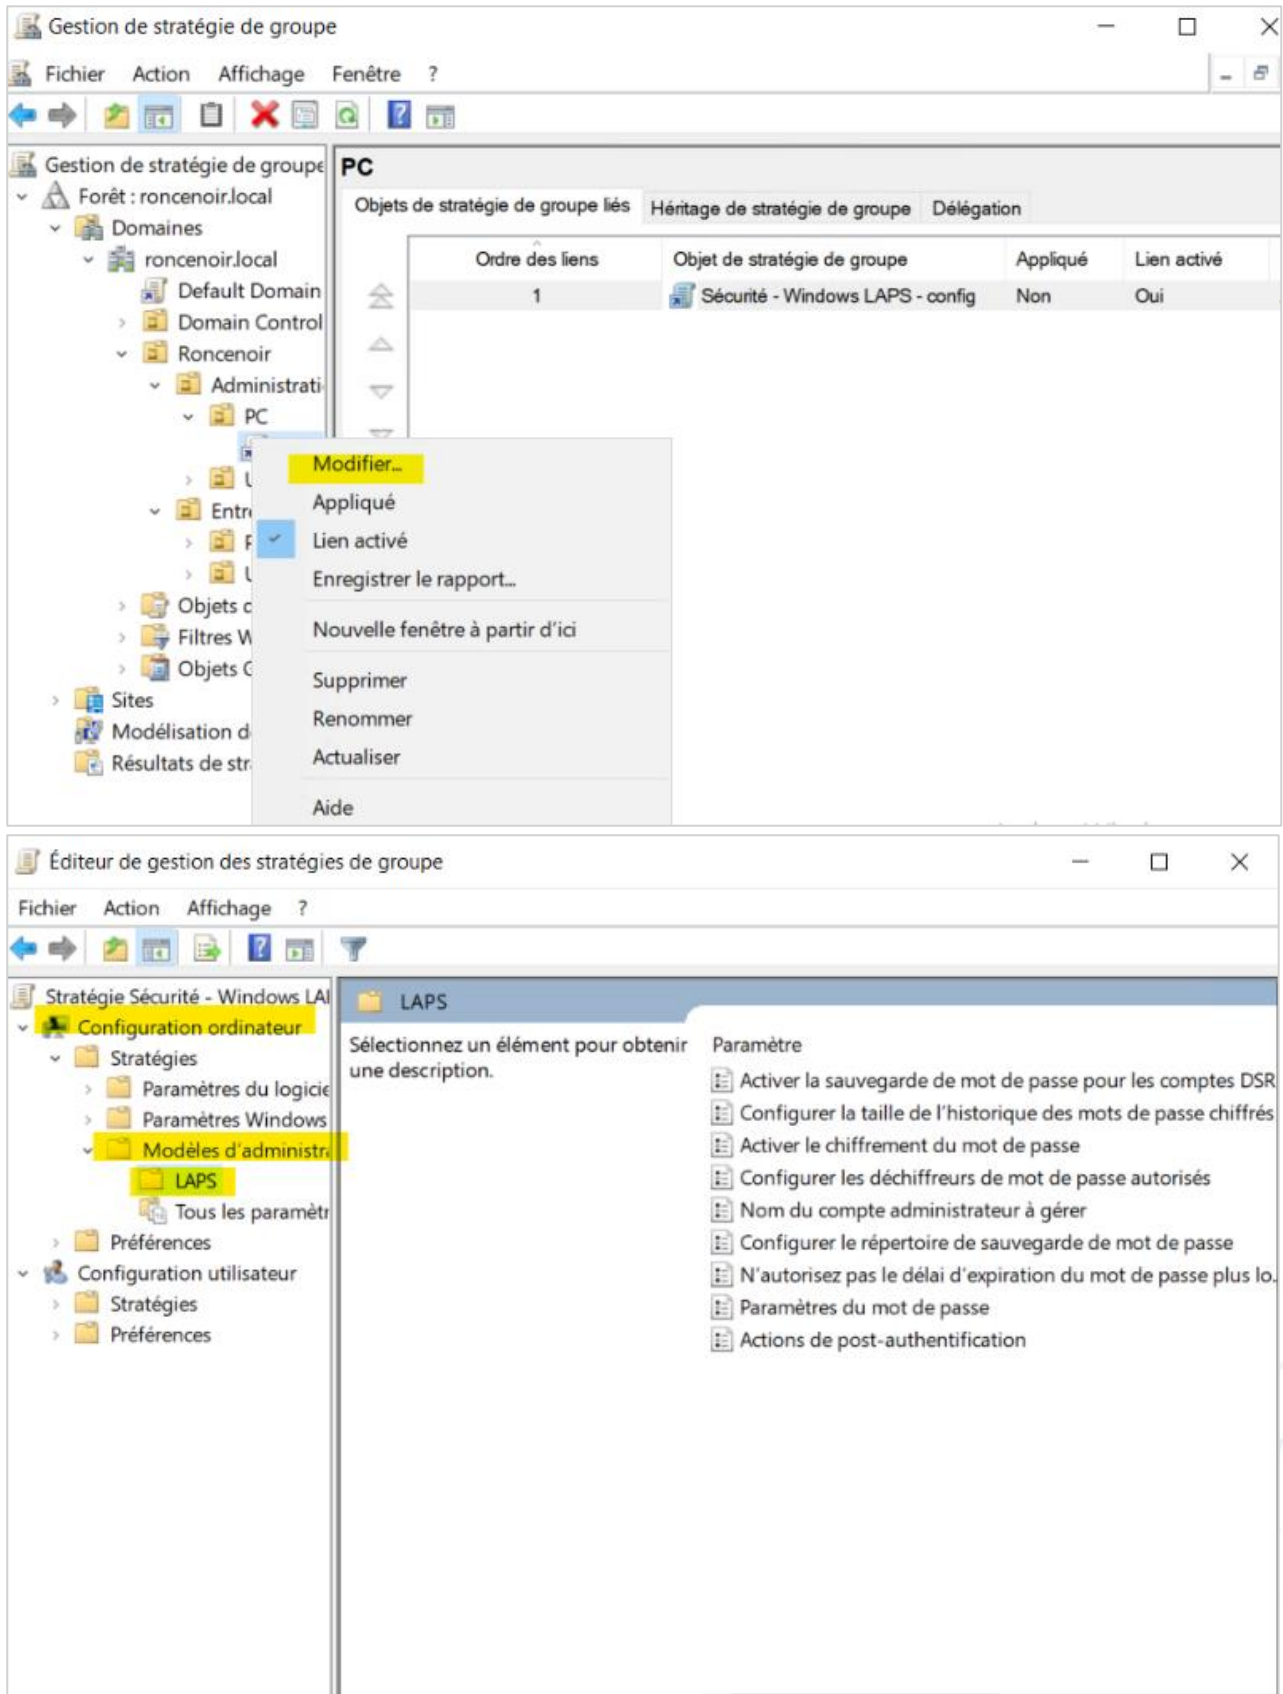 Gestion de stratégie de groupe
Fichier Action Affichage Fenêtre ?
Gestion de stratégie de groupe
Forêt : roncenoir.local
Domaines
roncenoir.local
Default Domain
Domain Control
Roncenoir
Administrati
PC
U
Entr
Objets
Filtres W
Objets G
Sites
Modélisation d
Résultats de str
PC
Objets de stratégie de groupe liés Héritage de stratégie de groupe Délégation
Ordre des liens Objet de stratégie de groupe Appliqué Lien activé
1 Sécurité - Windows LAPS - config Non Oui
Modifier...
Appliqué
Lien activé
Enregistrer le rapport...
Nouvelle fenêtre à partir d'ici
Supprimer
Renommer
Actualiser
Aide
Éditeur de gestion des stratégies de groupe
Fichier Action Affichage ?
Stratégie Sécurité - Windows LA
Configuration ordinateur
Stratégies
Paramètres du logicie
Paramètres Windows
Modèles d'administra
LAPS
Tous les paramètr
Préférences
Configuration utilisateur
Stratégies
Préférences
LAPS
Sélectionnez un élément pour obtenir
une description.
Paramètre
Activer la sauvegarde de mot de passe pour les comptes DSR
Configurer la taille de l'historique des mots de passe chiffrés
Activer le chiffrement du mot de passe
Configurer les déchiffreurs de mot de passe autorisés
Nom du compte administrateur à gérer
Configurer le répertoire de sauvegarde de mot de passe
N'autorisez pas le délai d'expiration du mot de passe plus lo.
Paramètres du mot de passe
Actions de post-authentification